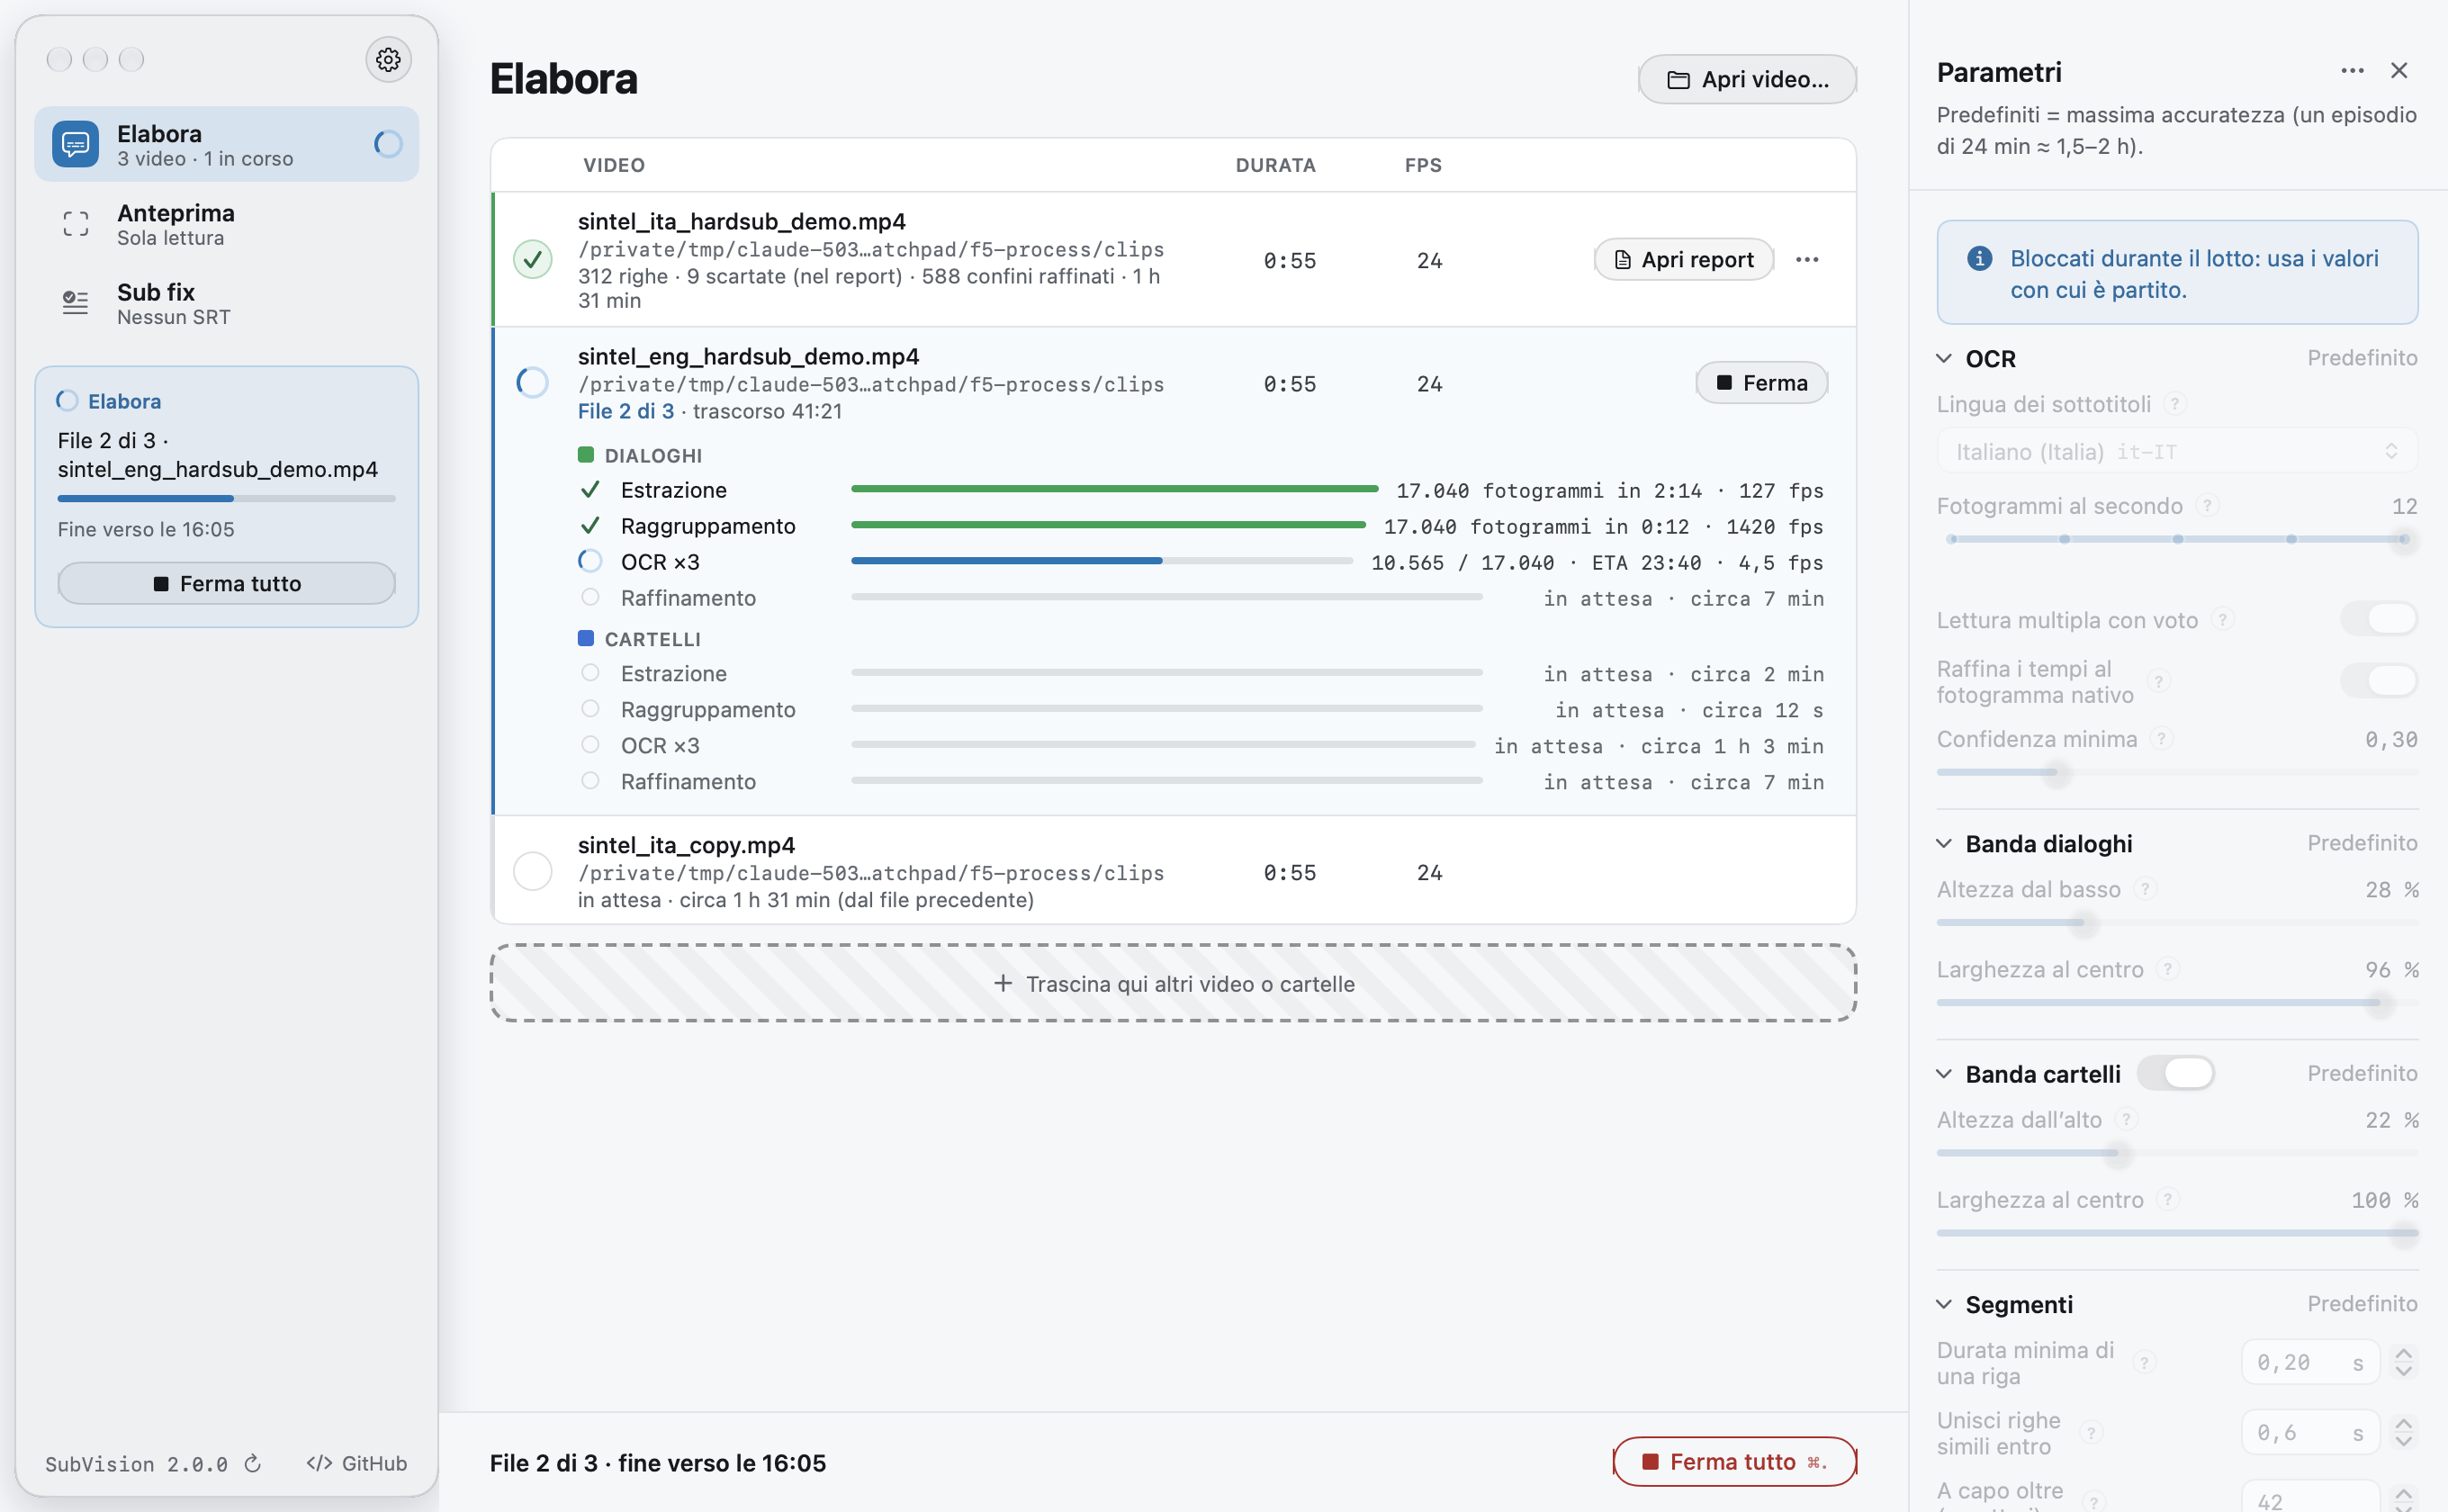 Elabora
3 video · 1 in corso
Anteprima
Sola lettura
Sub fix
Nessun SRT
Elabora
File 2 di 3 ·
sintel_eng_hardsub_demo.mp4
Fine verso le 16:05
Ferma tutto
SubVision 2.0.0
</> GitHub
Elabora
Apri video…
VIDEO DURATA FPS
sintel_ita_hardsub_demo.mp4
/private/tmp/claude-503…atchpad/f5-process/clips
312 righe · 9 scartate (nel report) · 588 confini raffinati · 1 h
31 min
0:55 24
Apri report
sintel_eng_hardsub_demo.mp4
/private/tmp/claude-503…atchpad/f5-process/clips
File 2 di 3 · trascorso 41:21
0:55 24
Ferma
DIALOGHI
Estrazione 17.040 fotogrammi in 2:14 · 127 fps
Raggruppamento 17.040 fotogrammi in 0:12 · 1420 fps
OCR ×3 10.565 / 17.040 · ETA 23:40 · 4,5 fps
Raffinamento in attesa · circa 7 min
CARTELLI
Estrazione in attesa · circa 2 min
Raggruppamento in attesa · circa 12 s
OCR ×3 in attesa · circa 1 h 3 min
Raffinamento in attesa · circa 7 min
sintel_ita_copy.mp4
/private/tmp/claude-503…atchpad/f5-process/clips
in attesa · circa 1 h 31 min (dal file precedente)
0:55 24
+ Trascina qui altri video o cartelle
File 2 di 3 · fine verso le 16:05
Ferma tutto ⌘.
Parametri
Predefiniti = massima accuratezza (un episodio
di 24 min ≈ 1,5–2 h).
Bloccati durante il lotto: usa i valori
con cui è partito.
OCR Predefinito
Lingua dei sottotitoli ?
Italiano (Italia) it-IT
Fotogrammi al secondo ? 12
Lettura multipla con voto ?
Raffina i tempi al
fotogramma nativo ?
Confidenza minima ? 0,30
Banda dialoghi Predefinito
Altezza dal basso ? 28 %
Larghezza al centro ? 96 %
Banda cartelli Predefinito
Altezza dall’alto ? 22 %
Larghezza al centro ? 100 %
Segmenti Predefinito
Durata minima di
una riga ? 0,20 s
Unisci righe
simili entro ? 0,6 s
A capo oltre
? 42